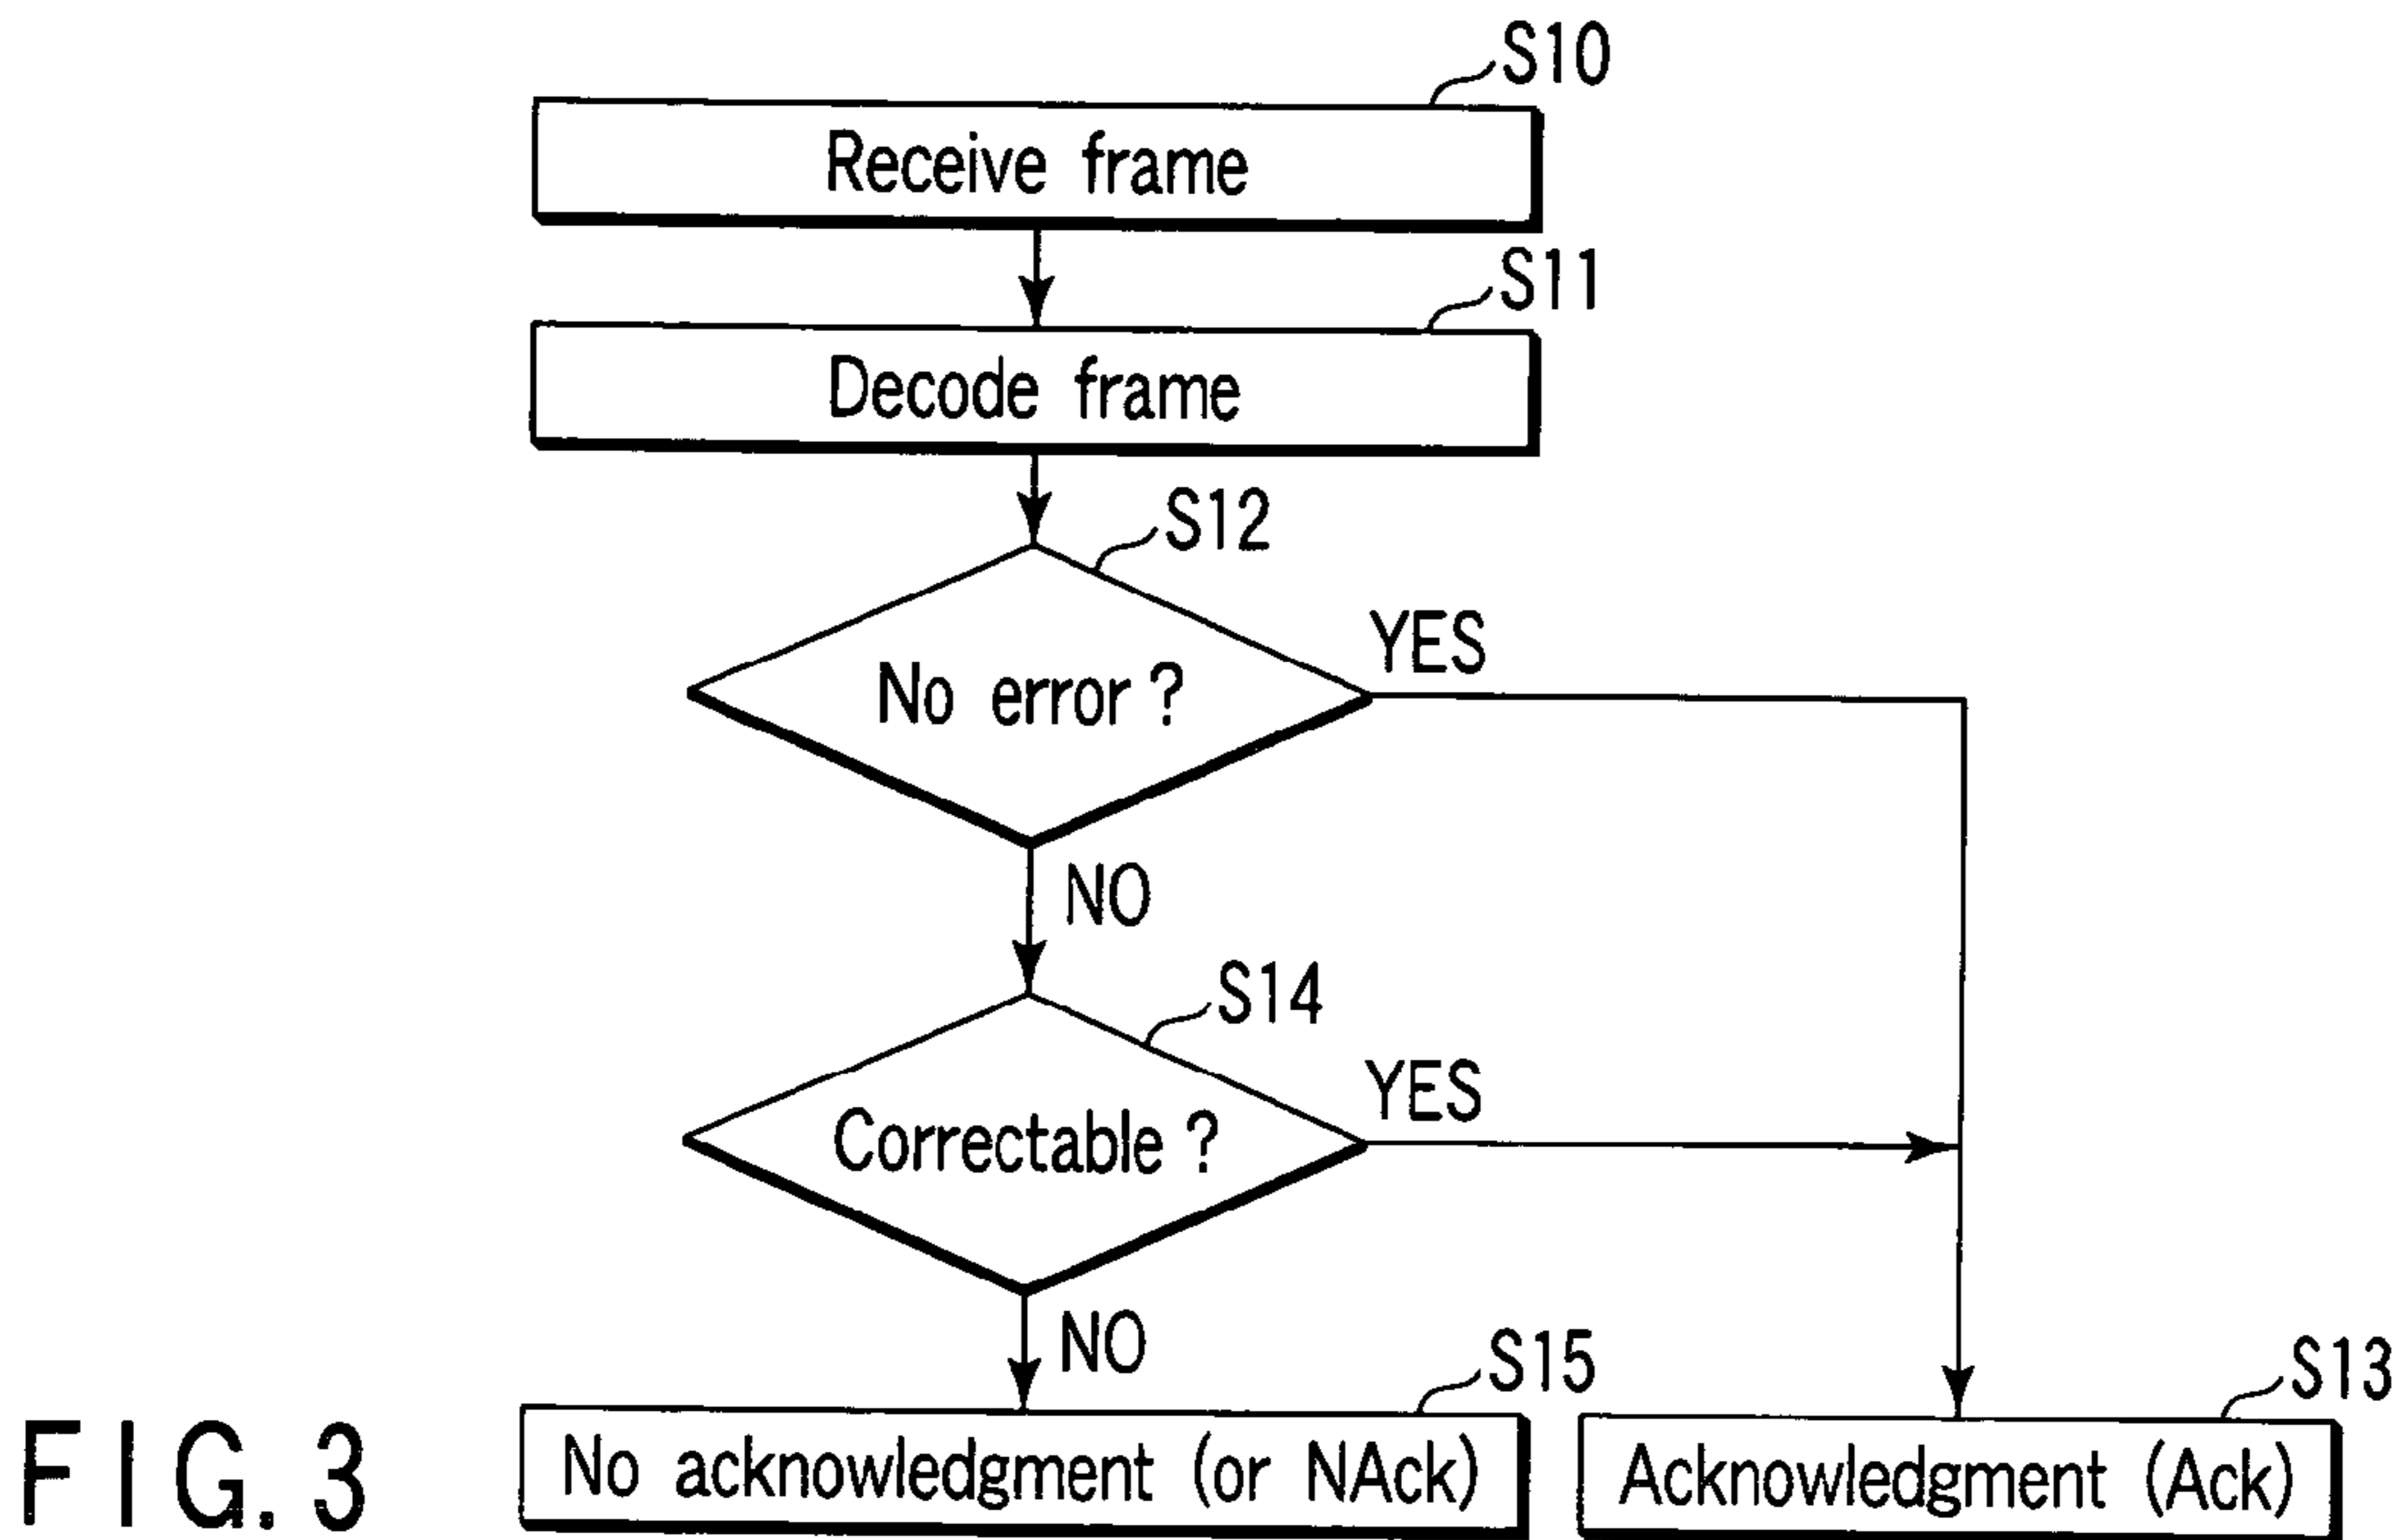 S10
Receive frame
S11
Decode frame
S12
No error ?
YES
NO
S14
Correctable ?
YES
NO
S15
No acknowledgment (or NAck)
S13
Acknowledgment (Ack)
FIG. 3